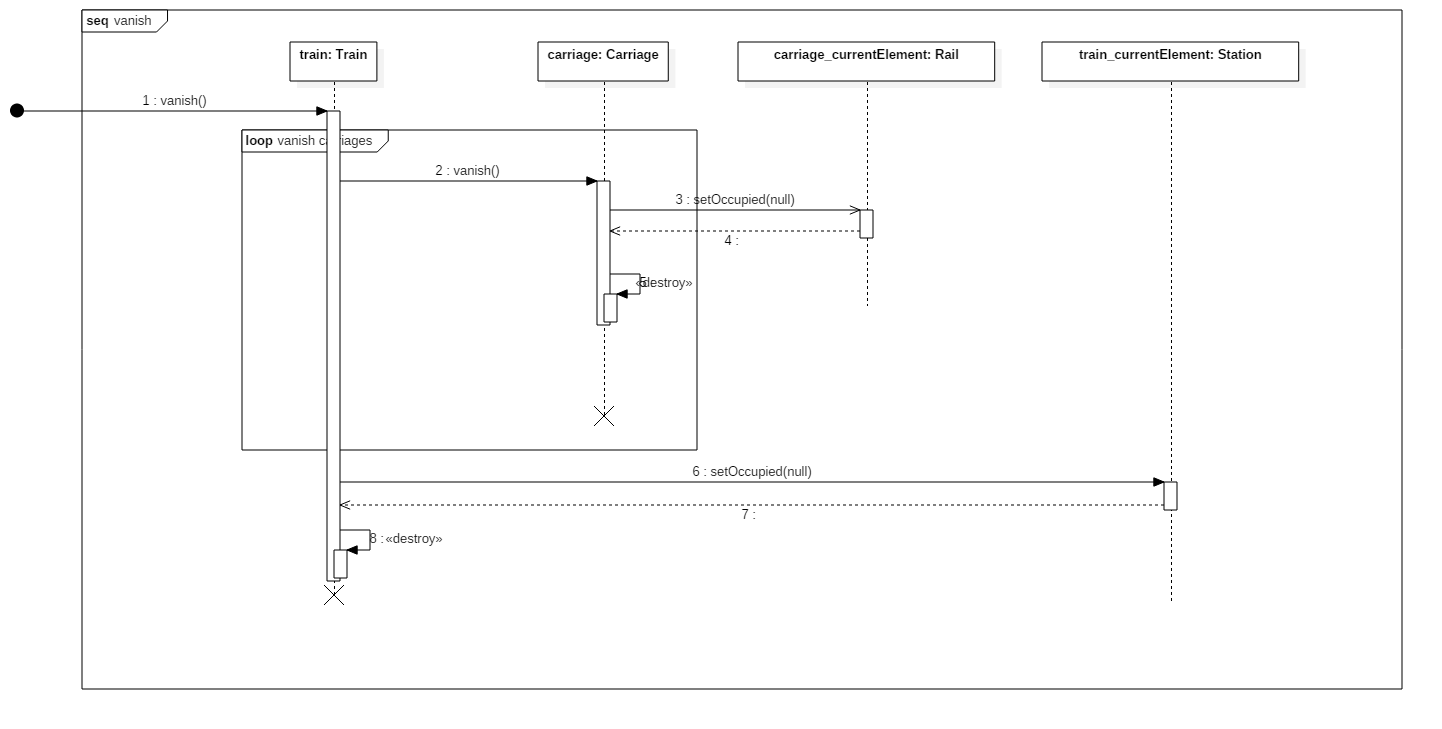 seq vanish
train: Train
carriage: Carriage
carriage_currentElement: Rail
train_currentElement: Station
1 : vanish()
loop vanish carriages
2 : vanish()
3 : setOccupied(null)
4 :
5 «destroy»
6 : setOccupied(null)
7 :
8 : «destroy»